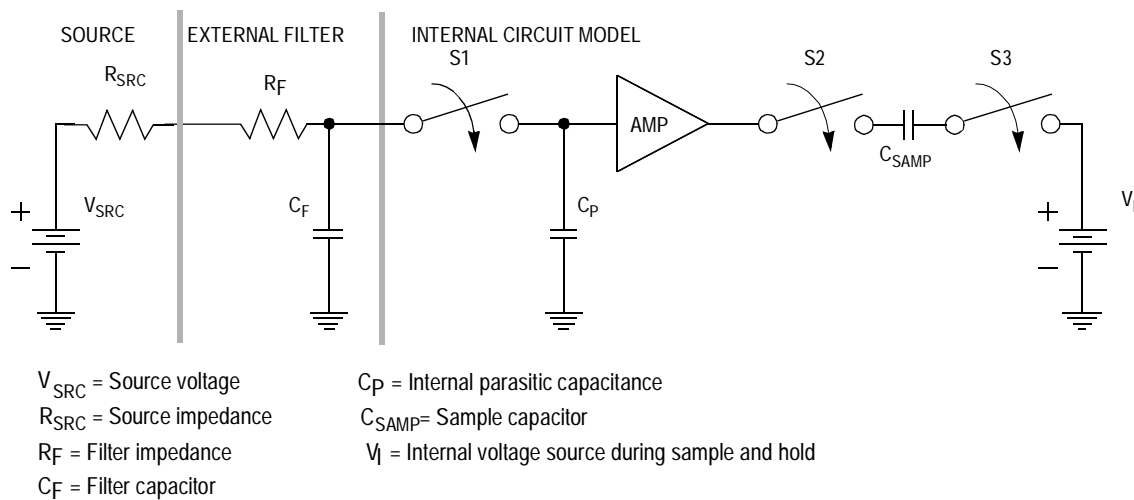 SOURCE
EXTERNAL FILTER
INTERNAL CIRCUIT MODEL
RSRC
RF
S1
S2
S3
AMP
CSAMP
+
VSRC
CF
CP
+
VI
−
−
VSRC = Source voltage
RSRC = Source impedance
RF = Filter impedance
CF = Filter capacitor
CP = Internal parasitic capacitance
CSAMP= Sample capacitor
VI = Internal voltage source during sample and hold